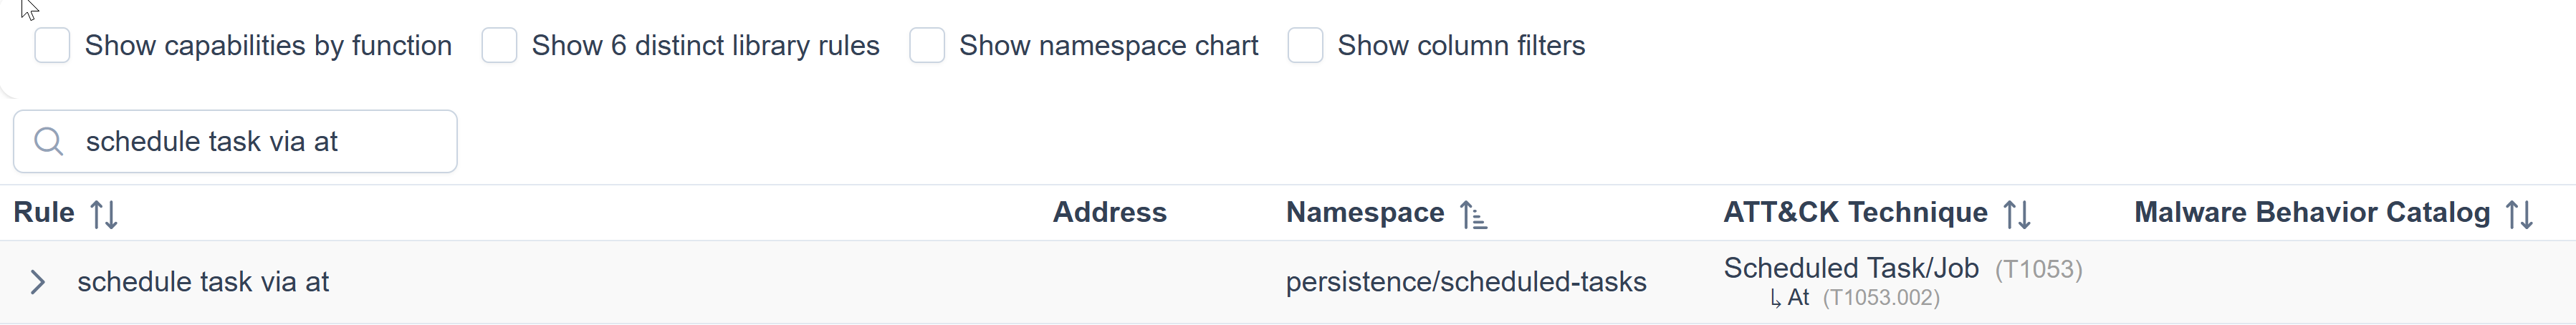 Show capabilities by function Show 6 distinct library rules Show namespace chart Show column filters
schedule task via at
Rule Address Namespace ATT&CK Technique Malware Behavior Catalog
schedule task via at persistence/scheduled-tasks Scheduled Task/Job (T1053)
↳ At (T1053.002)